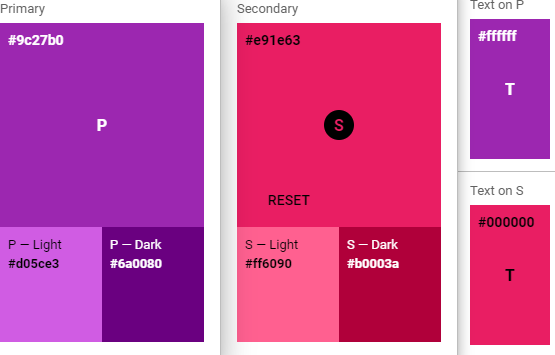 Primary
#9c27b0
P
P — Light
#d05ce3
P — Dark
#6a0080
Secondary
#e91e63
S
RESET
S — Light
#ff6090
S — Dark
#b0003a
Text on P
#ffffff
T
Text on S
#000000
T